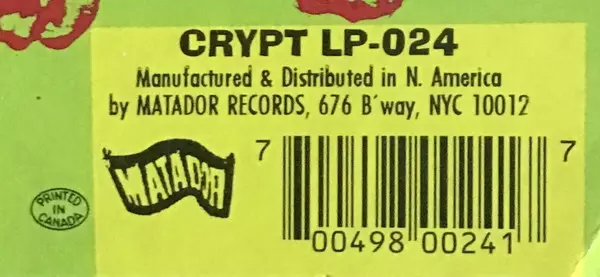 CRYPT LP-024
Manufactured & Distributed in N. America
by MATADOR RECORDS, 676 B'way, NYC 10012
MATADOR
PRINTED
IN
CANADA
7 00498 00241 7